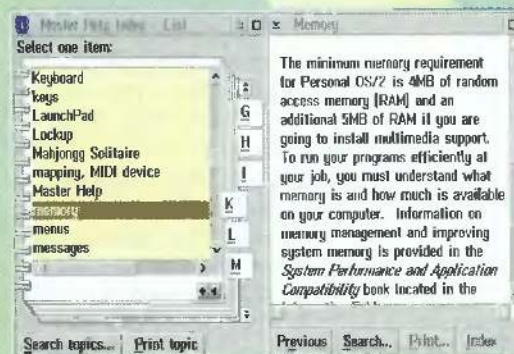 Master Help Index - List
Select one item:
Keyboard
keys
LaunchPad
Lockup
Mahjongg Solitaire
mapping, MIDI device
Master Help
memory
menus
messages
G
H
I
K
L
M
Search topics...
Print topic
Memory
The minimum memory requirement
for Personal OS/2 is 4MB of random
access memory (RAM) and an
additional 5MB of RAM if you are
going to install multimedia support.
To run your programs efficiently at
your job, you must understand what
memory is and how much is available
on your computer. Information on
memory management and improving
system memory is provided in the
System Performance and Application
Compatibility book located in the
Previous
Search...
Print...
Index